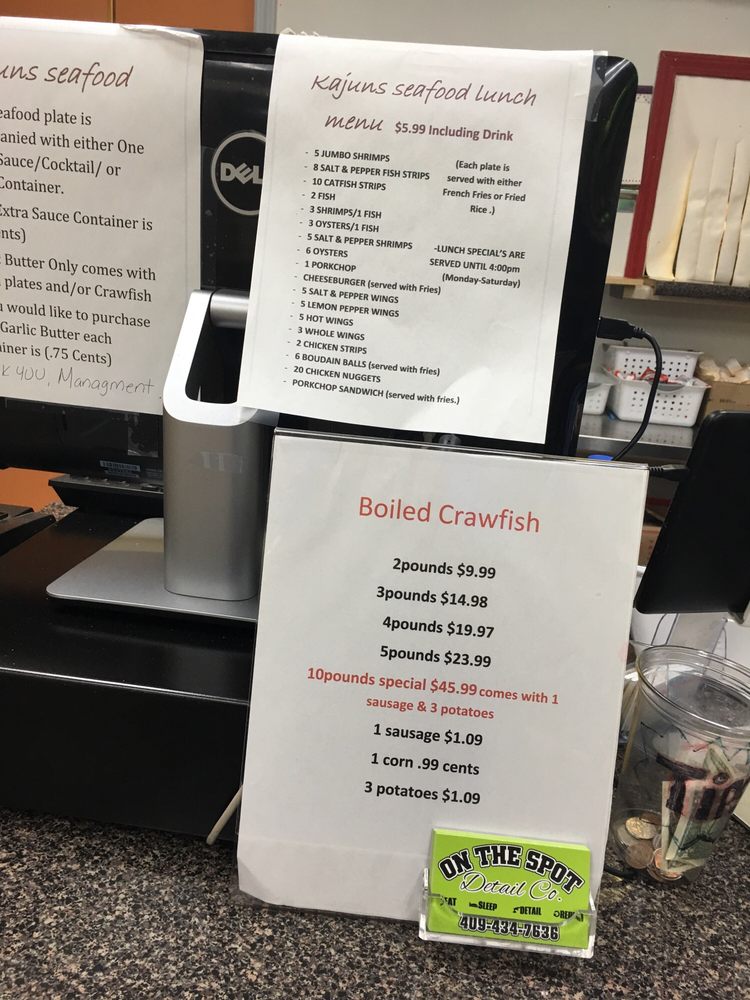 uns seafood
eafood plate is
anied with either One
Sauce/Cocktail/ or
Container.
Extra Sauce Container is
nts)
Butter Only comes with
plates and/or Crawfish
u would like to purchase
Garlic Butter each
ainer is (.75 Cents)
k you, Managment
DELL
Kajuns seafood lunch
menu $5.99 Including Drink
- 5 JUMBO SHRIMPS
- 8 SALT & PEPPER FISH STRIPS
- 10 CATFISH STRIPS
- 2 FISH
- 3 SHRIMPS/1 FISH
- 3 OYSTERS/1 FISH
- 5 SALT & PEPPER SHRIMPS
- 6 OYSTERS
- 1 PORKCHOP
- CHEESEBURGER (served with Fries)
- 5 SALT & PEPPER WINGS
- 5 LEMON PEPPER WINGS
- 5 HOT WINGS
- 3 WHOLE WINGS
- 2 CHICKEN STRIPS
- 6 BOUDAIN BALLS (served with fries)
- 20 CHICKEN NUGGETS
- PORKCHOP SANDWICH (served with fries.)
(Each plate is
served with either
French Fries or Fried
Rice .)
-LUNCH SPECIAL'S ARE
SERVED UNTIL 4:00pm
(Monday-Saturday)
Boiled Crawfish
2pounds $9.99
3pounds $14.98
4pounds $19.97
5pounds $23.99
10pounds special $45.99 comes with 1
sausage & 3 potatoes
1 sausage $1.09
1 corn .99 cents
3 potatoes $1.09
ON THE SPOT
Detail Co.
EAT SLEEP DETAIL REPEAT
409-434-7636